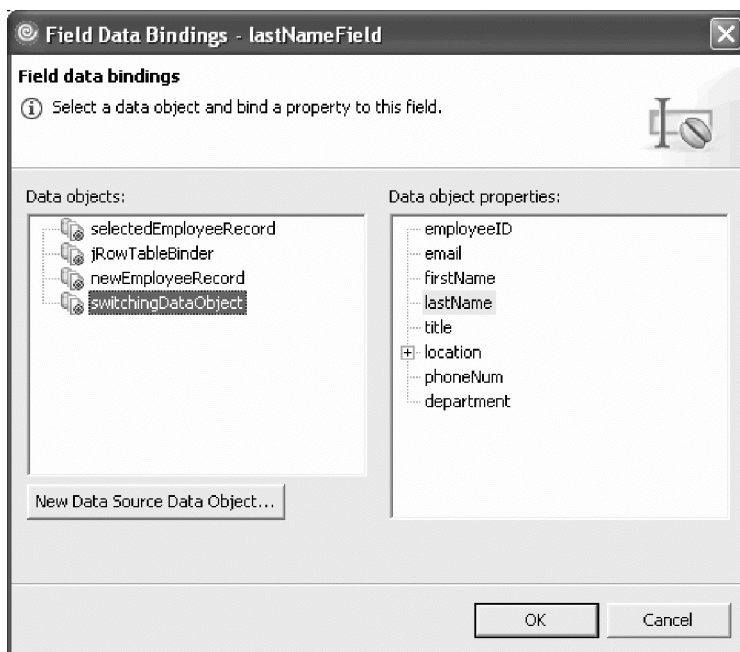 Field Data Bindings - lastNameField
Field data bindings
Select a data object and bind a property to this field.
Data objects:
selectedEmployeeRecord
jRowTableBinder
newEmployeeRecord
switchingDataObject
New Data Source Data Object...
Data object properties:
employeeID
email
firstName
lastName
title
location
phoneNum
department
OK
Cancel